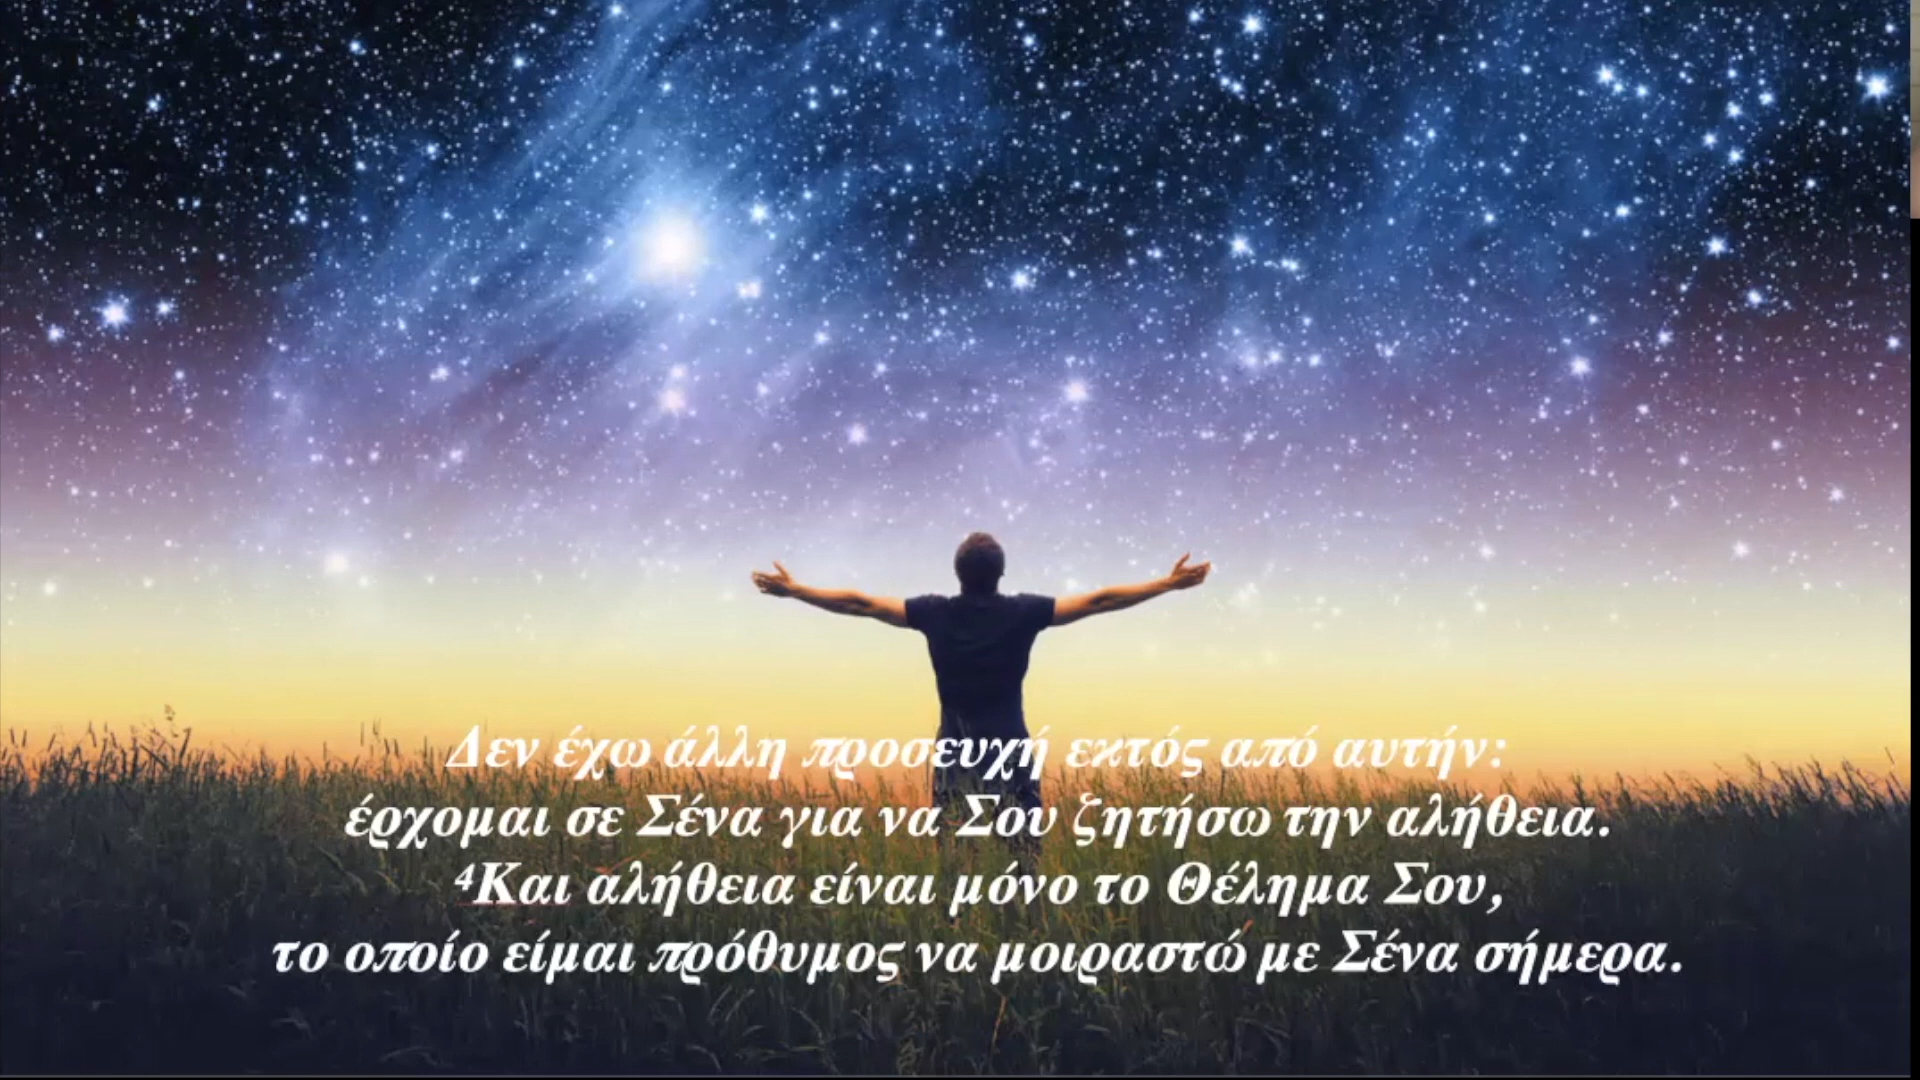 Δεν έχω άλλη προσευχή εκτός από αυτήν:
έρχομαι σε Σένα για να Σου ζητήσω την αλήθεια.
⁴Και αλήθεια είναι μόνο το Θέλημα Σου,
το οποίο είμαι πρόθυμος να μοιραστώ με Σένα σήμερα.